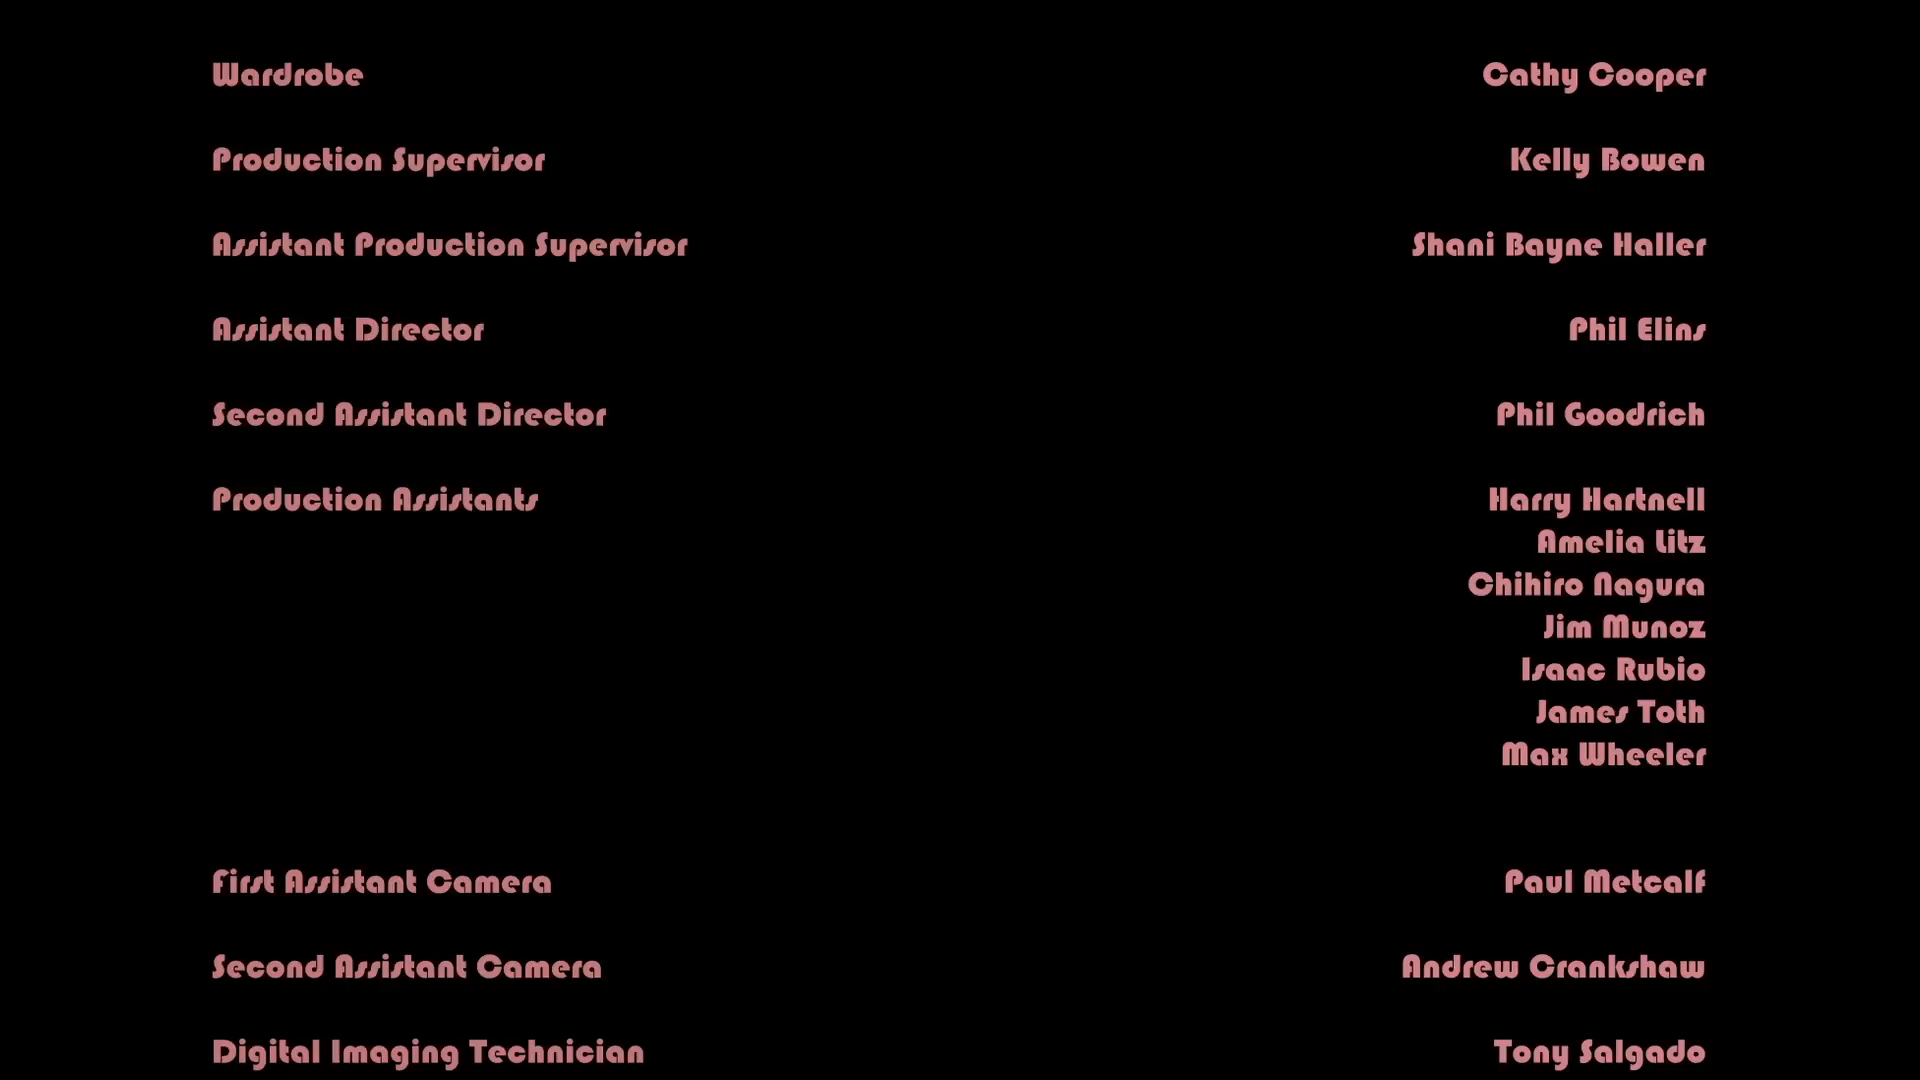 Wardrobe Cathy Cooper
Production Supervisor Kelly Bowen
Assistant Production Supervisor Shani Bayne Haller
Assistant Director Phil Elins
Second Assistant Director Phil Goodrich
Production Assistants Harry Hartnell
Amelia Litz
Chihiro Nagura
Jim Munoz
Isaac Rubio
James Toth
Max Wheeler
First Assistant Camera Paul Metcalf
Second Assistant Camera Andrew Crankshaw
Digital Imaging Technician Tony Salgado